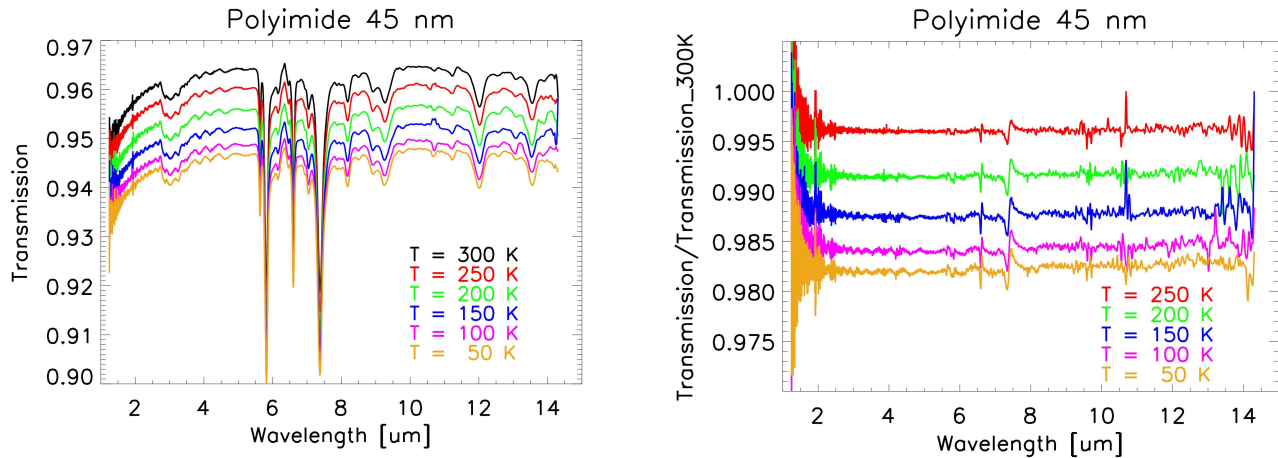 Polyimide 45 nm
0.97
0.96
0.95
0.94
0.93
0.92
0.91
0.90
Transmission
T = 300 K
T = 250 K
T = 200 K
T = 150 K
T = 100 K
T = 50 K
2 4 6 8 10 12 14
Wavelength [um]
Polyimide 45 nm
1.000
0.995
0.990
0.985
0.980
0.975
Transmission/Transmission_300K
T = 250 K
T = 200 K
T = 150 K
T = 100 K
T = 50 K
2 4 6 8 10 12 14
Wavelength [um]